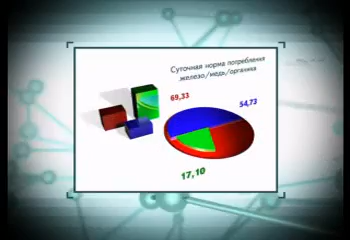 Суточная норма потребления
железо/медь/органика
69,33
54,73
17,10